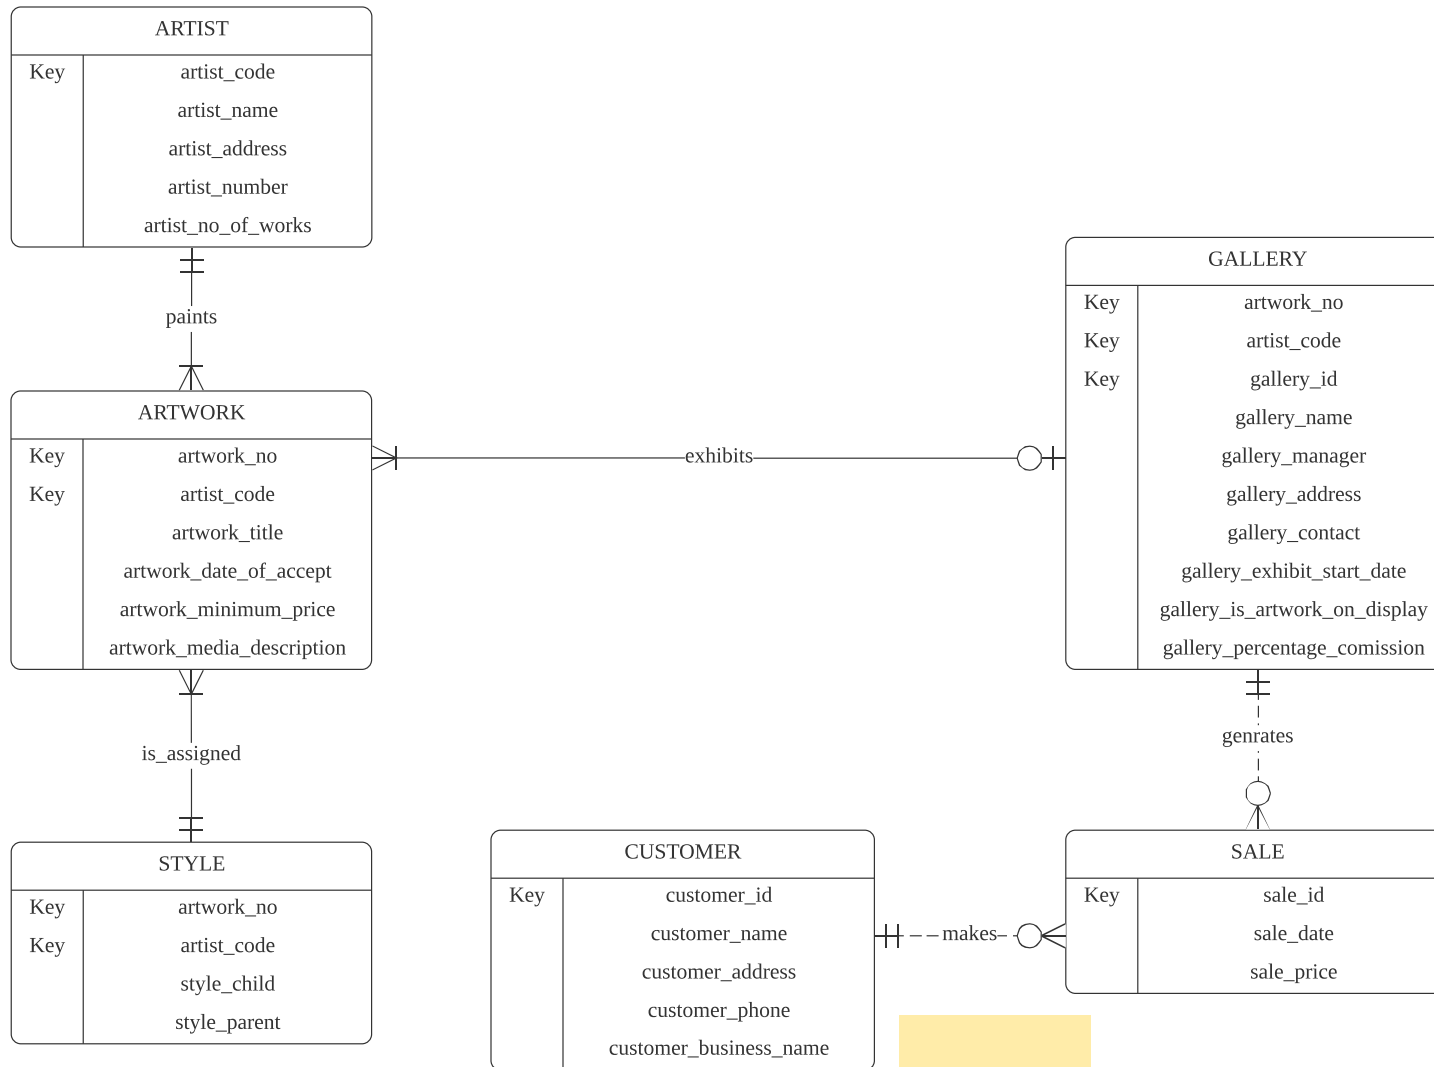 ARTIST
Key artist_code
artist_name
artist_address
artist_number
artist_no_of_works
paints
ARTWORK
Key artwork_no
Key artist_code
artwork_title
artwork_date_of_accept
artwork_minimum_price
artwork_media_description
exhibits
GALLERY
Key artwork_no
Key artist_code
Key gallery_id
gallery_name
gallery_manager
gallery_address
gallery_contact
gallery_exhibit_start_date
gallery_is_artwork_on_display
gallery_percentage_comission
is_assigned
genrates
STYLE
Key artwork_no
Key artist_code
style_child
style_parent
CUSTOMER
Key customer_id
customer_name
customer_address
customer_phone
customer_business_name
makes
SALE
Key sale_id
sale_date
sale_price